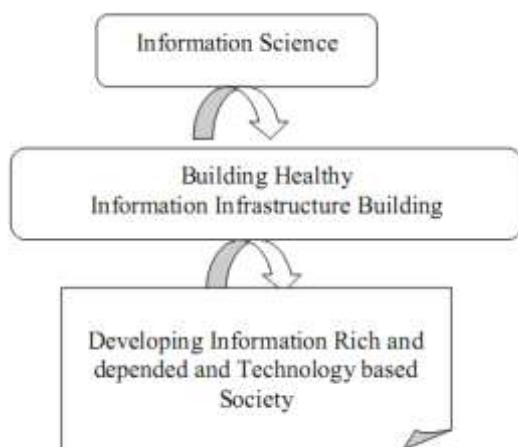 Information Science
Building Healthy
Information Infrastructure Building
Developing Information Rich and
depended and Technology based
Society